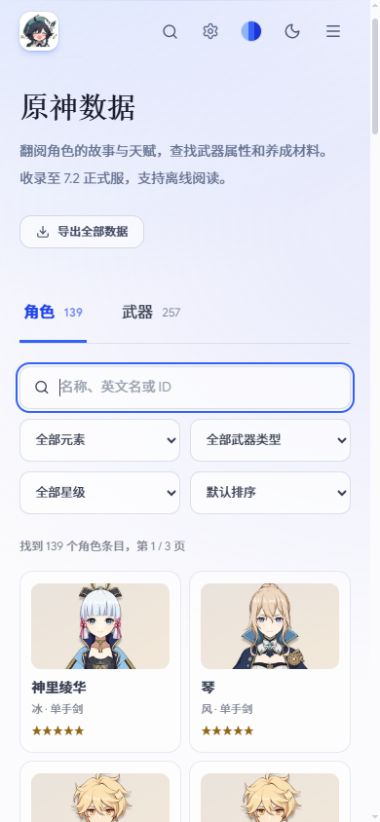 原神数据
翻阅角色的故事与天赋，查找武器属性和养成材料。
收录至 7.2 正式服，支持离线阅读。
导出全部数据
角色 139 武器 257
名称、英文名或 ID
全部元素 全部武器类型
全部星级 默认排序
找到 139 个角色条目，第 1 / 3 页
神里绫华 琴
冰 · 单手剑 风 · 单手剑
★★★★★ ★★★★★